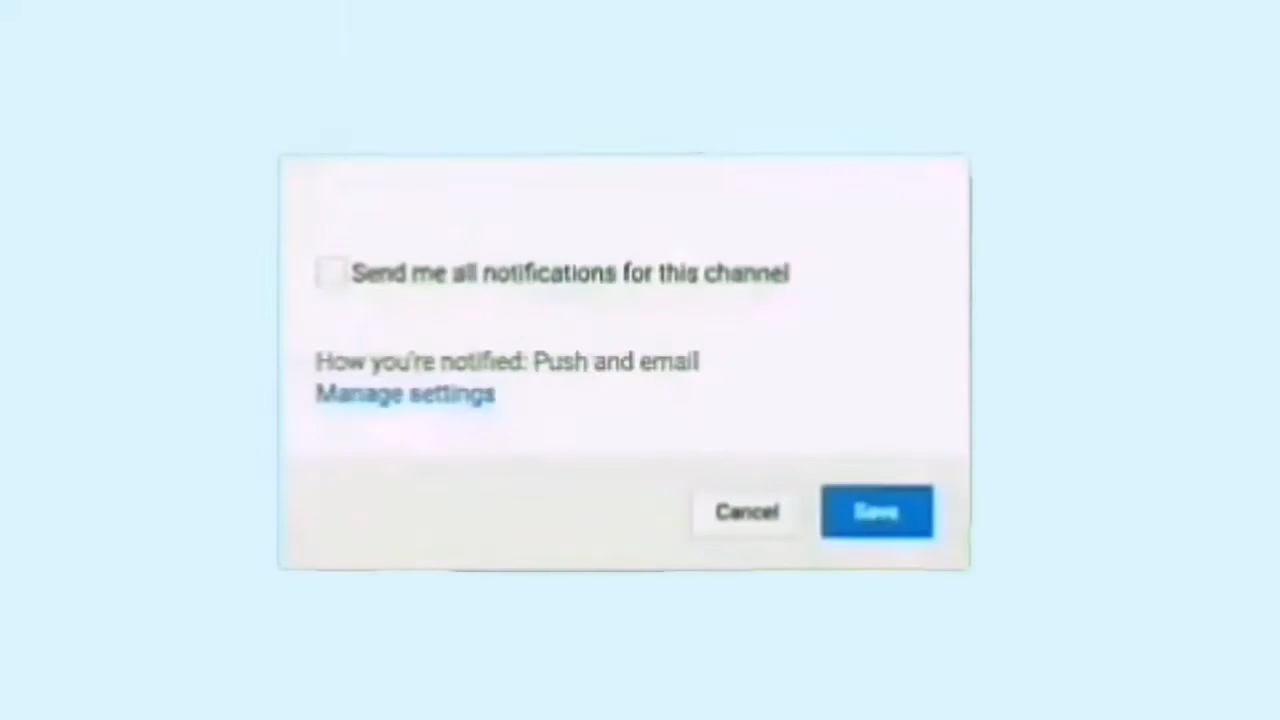 Send me all notifications for this channel
How you're notified: Push and email
Manage settings
Cancel
Save